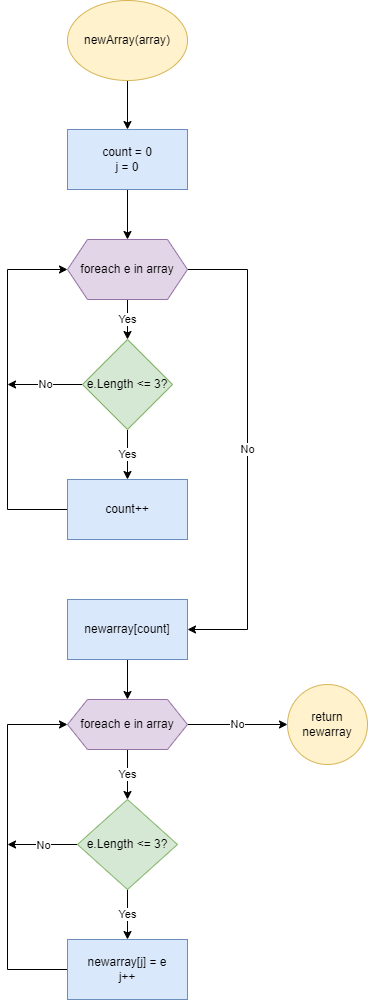 newArray(array)
count = 0
j = 0
foreach e in array
Yes
e.Length <= 3?
No
Yes
No
count++
newarray[count]
foreach e in array
No
return
newarray
Yes
e.Length <= 3?
No
Yes
newarray[j] = e
j++